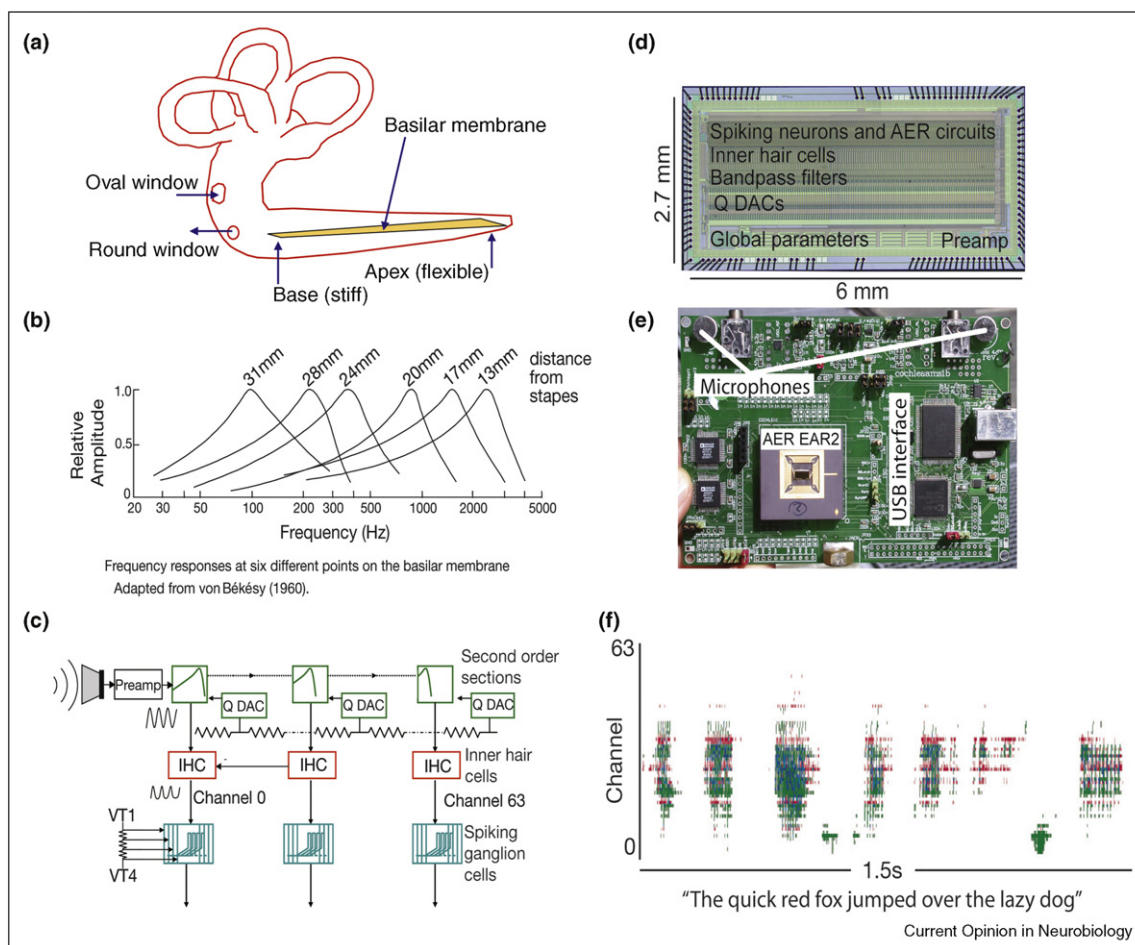 (a)
Basilar membrane
Oval window
Round window
Apex (flexible)
Base (stiff)
(b)
31mm 28mm 24mm 20mm 17mm 13mm
distance
from
stapes
Relative
Amplitude
1.0
0.5
0.0
20 30 50 100 200 300 500 1000 2000 5000
Frequency (Hz)
Frequency responses at six different points on the basilar membrane
Adapted from von Békésy (1960).
(c)
Preamp
Second order
sections
Q DAC Q DAC Q DAC
IHC IHC IHC
Inner hair
cells
Channel 0
Channel 63
VT1
VT4
Spiking
ganglion
cells
(d)
2.7 mm
Spiking neurons and AER circuits
Inner hair cells
Bandpass filters
Q DACs
Global parameters Preamp
6 mm
(e)
Microphones
AER EAR2
USB interface
cochleaams1b
rev
2
(f)
63
Channel
0
1.5s
"The quick red fox jumped over the lazy dog"
Current Opinion in Neurobiology